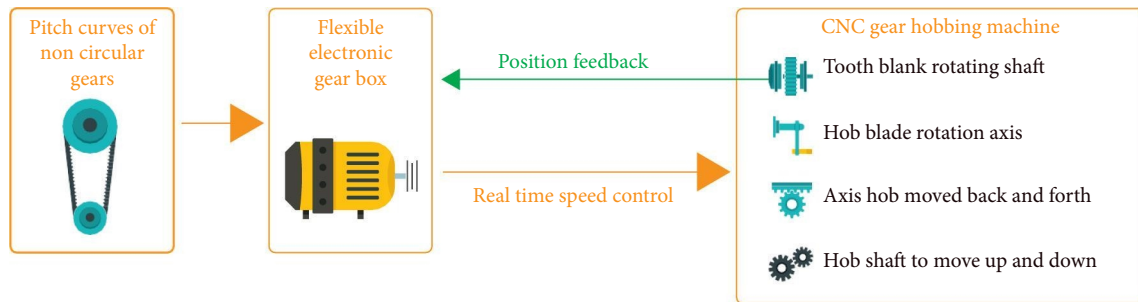 Pitch curves of
non circular
gears
Flexible
electronic
gear box
Position feedback
Real time speed control
CNC gear hobbing machine
Tooth blank rotating shaft
Hob blade rotation axis
Axis hob moved back and forth
Hob shaft to move up and down